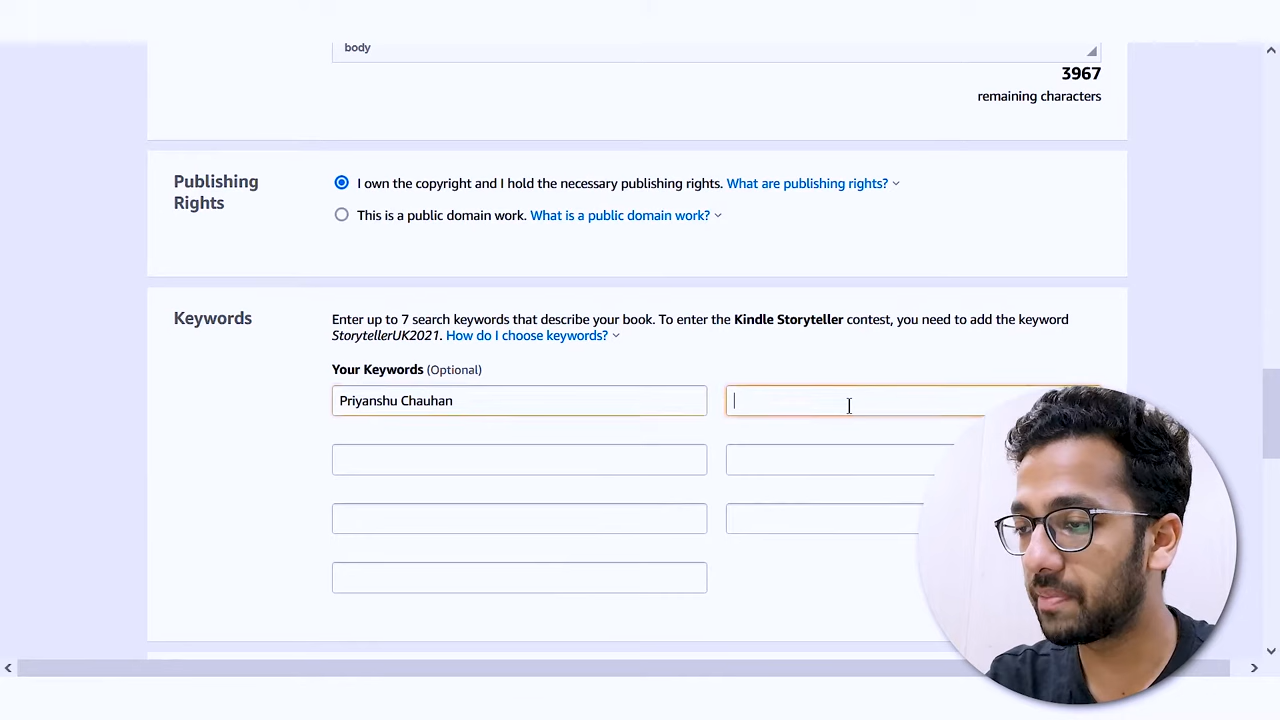 body
3967
remaining characters
Publishing
Rights
I own the copyright and I hold the necessary publishing rights. What are publishing rights?
This is a public domain work. What is a public domain work?
Keywords
Enter up to 7 search keywords that describe your book. To enter the Kindle Storyteller contest, you need to add the keyword
StorytellerUK2021. How do I choose keywords?
Your Keywords (Optional)
Priyanshu Chauhan